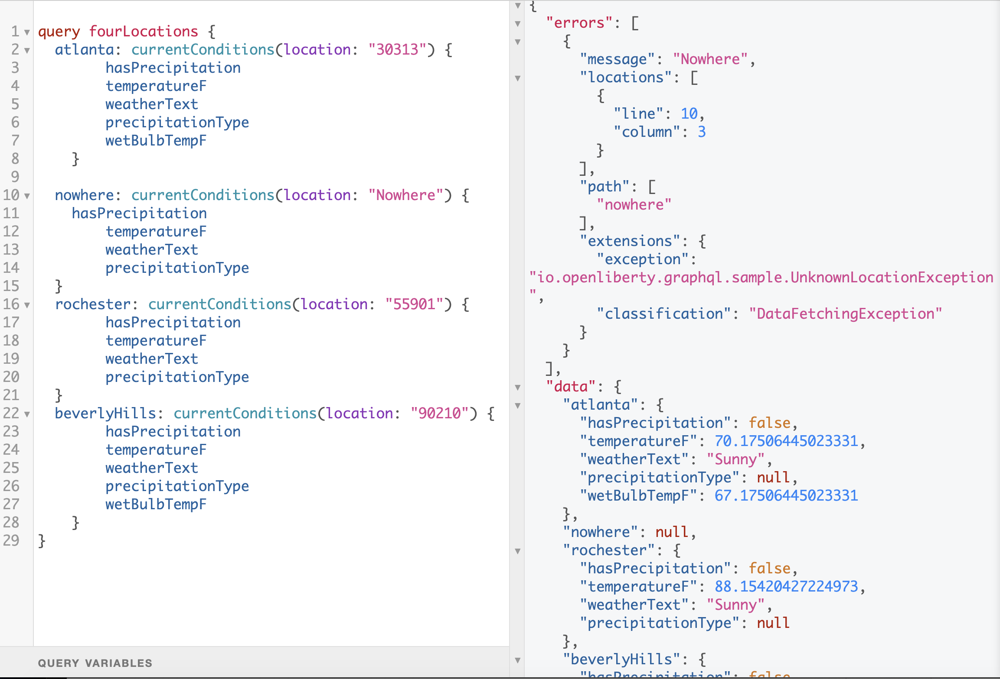 1 query fourLocations {
2   atlanta: currentConditions(location: "30313") {
3         hasPrecipitation
4         temperatureF
5         weatherText
6         precipitationType
7         wetBulbTempF
8     }
9
10   nowhere: currentConditions(location: "Nowhere") {
11     hasPrecipitation
12         temperatureF
13         weatherText
14         precipitationType
15   }
16   rochester: currentConditions(location: "55901") {
17         hasPrecipitation
18         temperatureF
19         weatherText
20         precipitationType
21   }
22   beverlyHills: currentConditions(location: "90210") {
23         hasPrecipitation
24         temperatureF
25         weatherText
26         precipitationType
27         wetBulbTempF
28     }
29 }
QUERY VARIABLES
{
  "errors": [
    {
      "message": "Nowhere",
      "locations": [
        {
          "line": 10,
          "column": 3
        }
      ],
      "path": [
        "nowhere"
      ],
      "extensions": {
        "exception":
"io.openliberty.graphql.sample.UnknownLocationException
",
        "classification": "DataFetchingException"
      }
    }
  ],
  "data": {
    "atlanta": {
      "hasPrecipitation": false,
      "temperatureF": 70.17506445023331,
      "weatherText": "Sunny",
      "precipitationType": null,
      "wetBulbTempF": 67.17506445023331
    },
    "nowhere": null,
    "rochester": {
      "hasPrecipitation": false,
      "temperatureF": 88.15420427224973,
      "weatherText": "Sunny",
      "precipitationType": null
    },
    "beverlyHills": {
      "hasPrecipitation": false